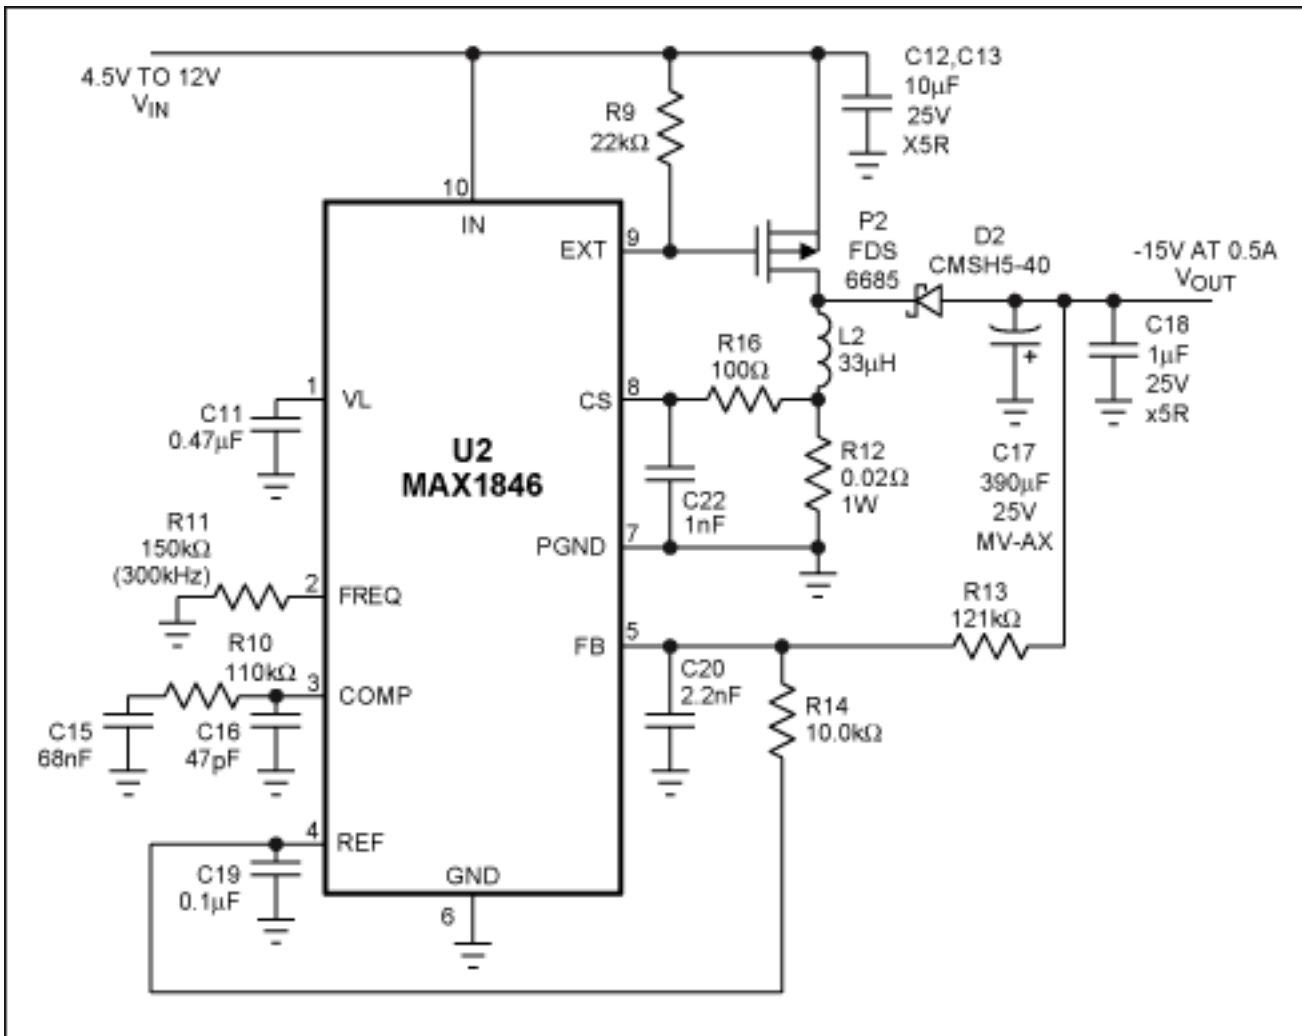 4.5V TO 12V
VIN
C12,C13
10µF
25V
X5R
R9
22kΩ
10
IN
EXT
9
P2
FDS
6685
D2
CMSH5-40
-15V AT 0.5A
VOUT
L2
33µH
C18
1µF
25V
x5R
R16
100Ω
1
VL
CS
8
C11
0.47µF
U2
MAX1846
R12
0.02Ω
1W
C17
390µF
25V
MV-AX
C22
1nF
R11
150kΩ
(300kHz)
PGND
7
2
FREQ
R13
121kΩ
FB
5
R10
110kΩ
3
COMP
C20
2.2nF
R14
10.0kΩ
C15
68nF
C16
47pF
4
REF
C19
0.1µF
GND
6